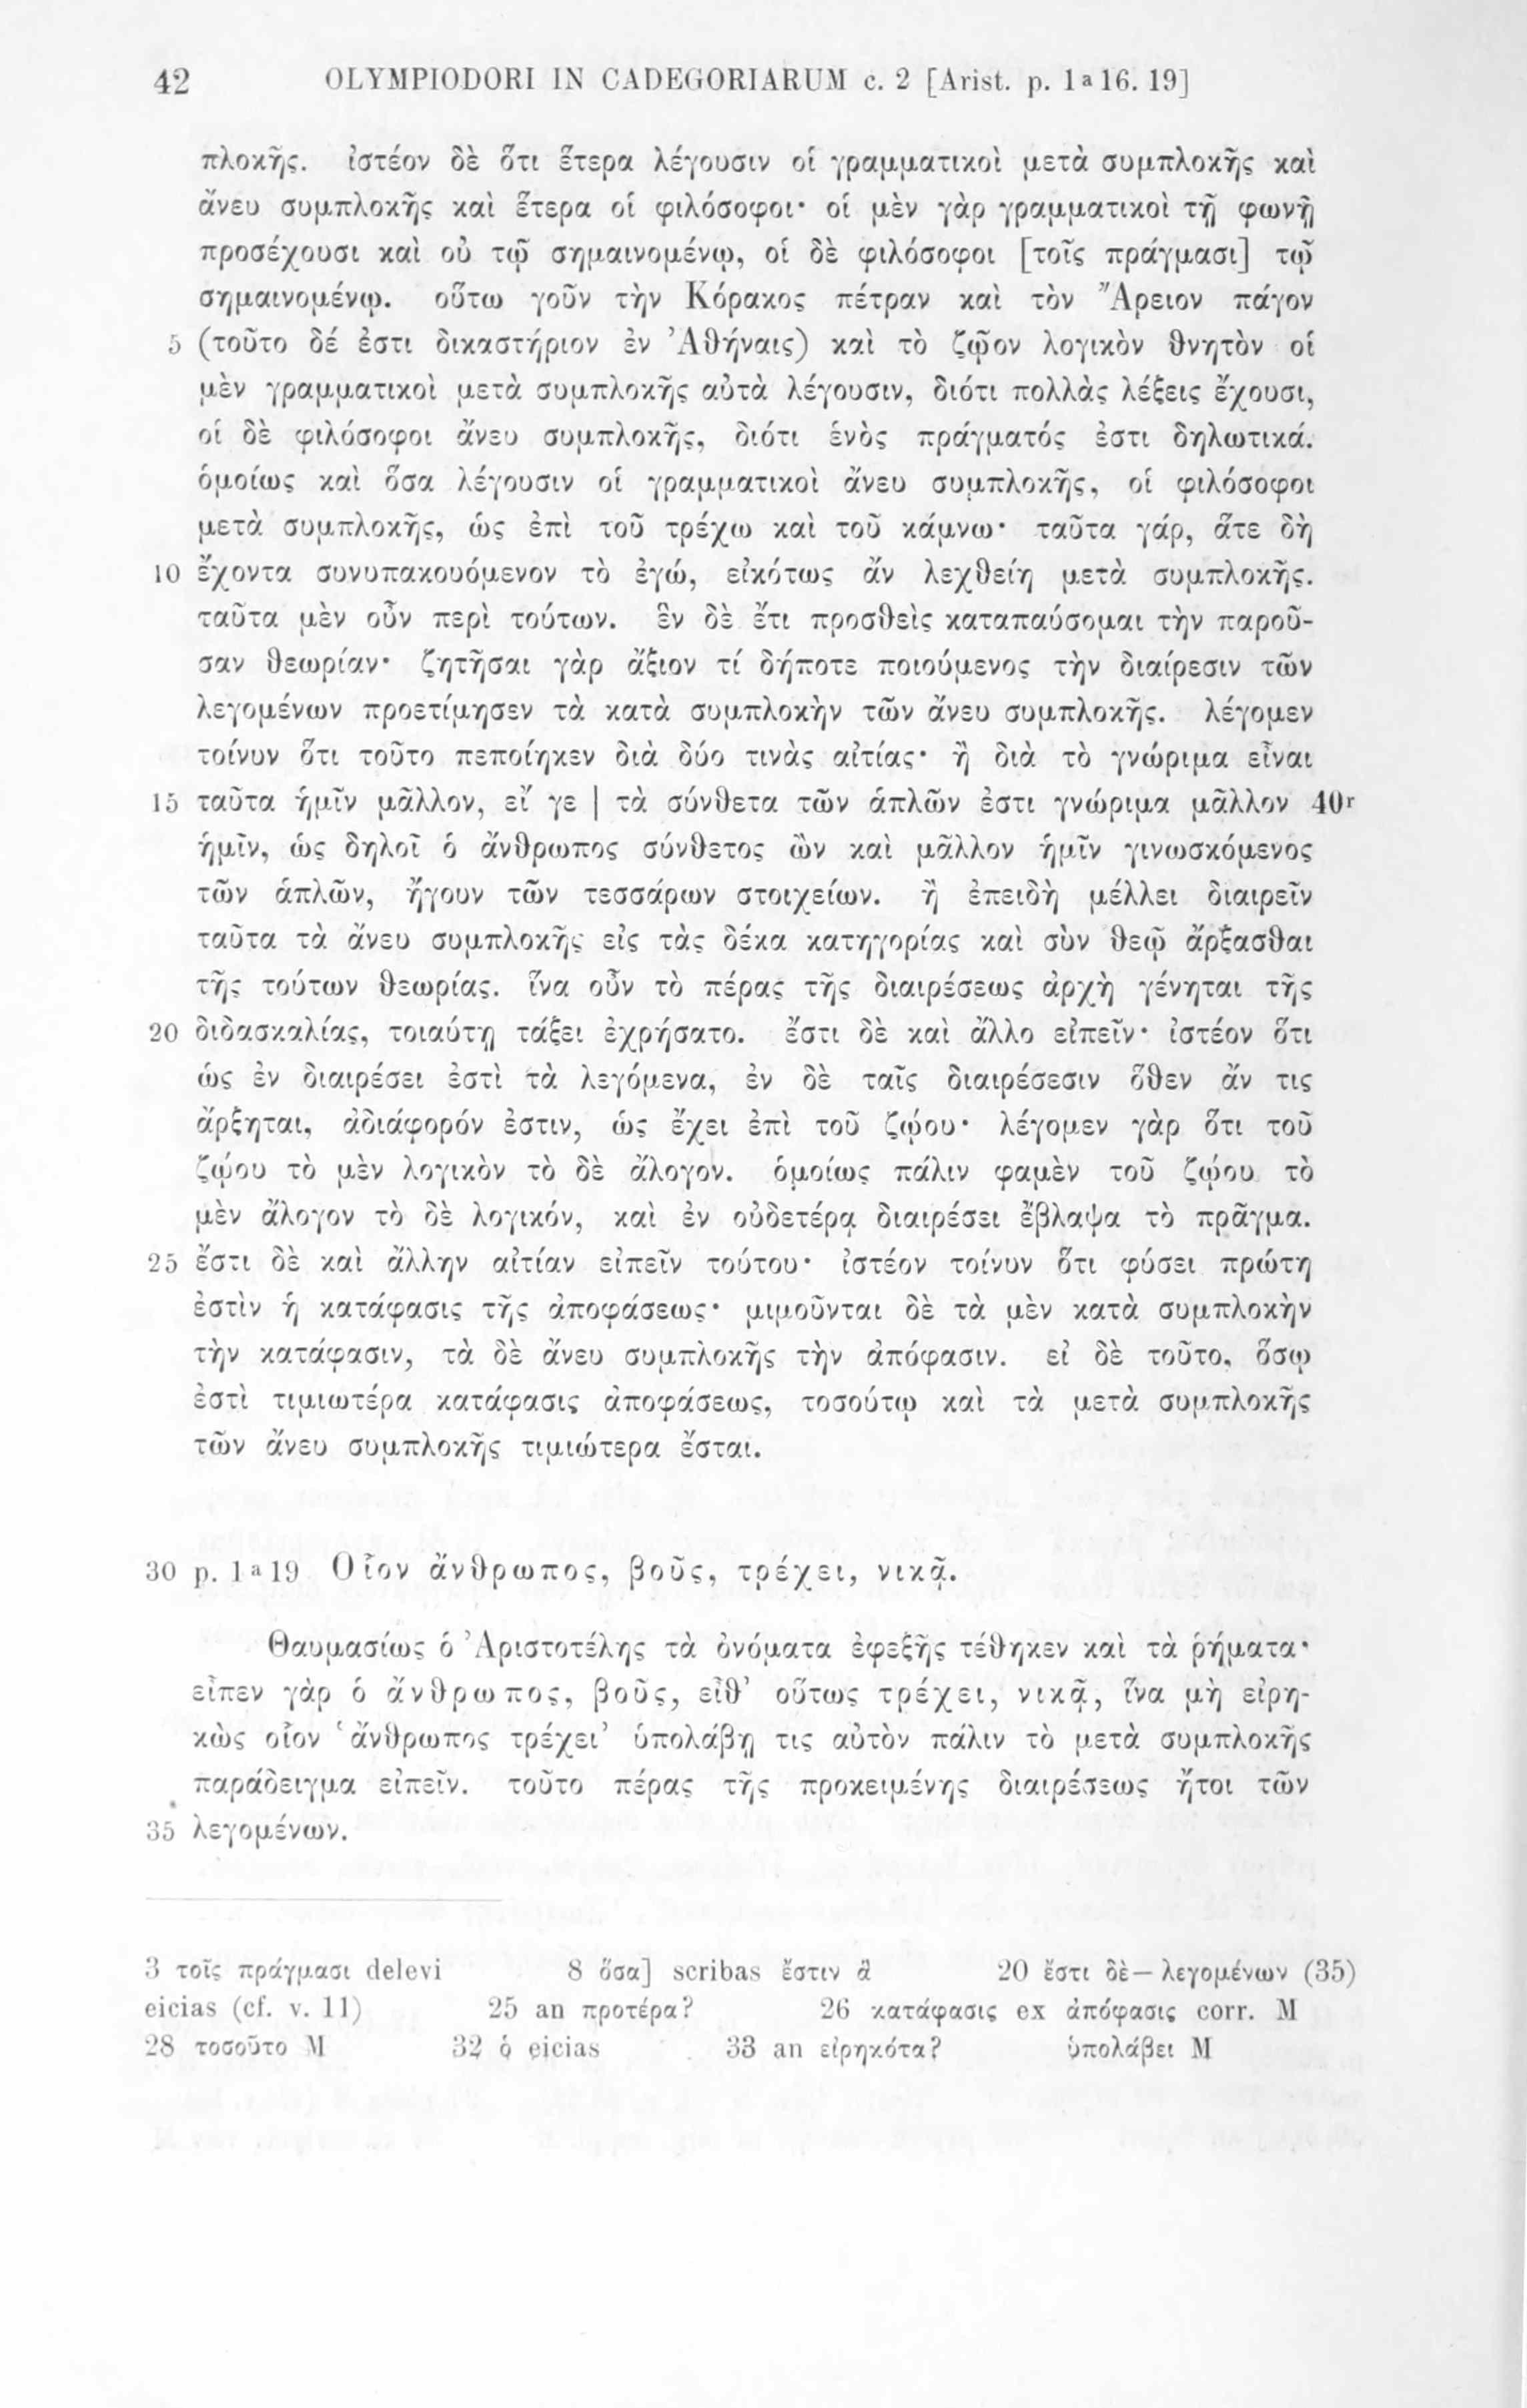 42 OLYMPIODORI IN CADEGORIARUM c. 2 [Arist. p. 1ª16. 19]
πλοκῆς. ἰστέον δὲ ὅτι ἕτερα λέγουσιν οἱ γραμματικοὶ μετὰ συμπλοκῆς καὶ
ἄνευ συμπλοκῆς καὶ ἕτερα οἱ φιλόσοφοι· οἱ μὲν γὰρ γραμματικοὶ τῇ φωνῇ
προσέχουσι καὶ οὐ τῷ σημαινομένῳ, οἱ δὲ φιλόσοφοι [τοῖς πράγμασι] τῷ
σημαινομένῳ. οὕτω γοῦν τὴν Κόρακος πέτραν καὶ τὸν Ἄρειον πάγον
5 (τοῦτο δέ ἐστι δικαστήριον ἐν Ἀθήναις) καὶ τὸ ζῷον λογικὸν θνητὸν οἱ
μὲν γραμματικοὶ μετὰ συμπλοκῆς αὐτὰ λέγουσιν, διότι πολλὰς λέξεις ἔχουσι,
οἱ δὲ φιλόσοφοι ἄνευ συμπλοκῆς, διότι ἑνὸς πράγματός ἐστι δηλωτικά.
ὁμοίως καὶ ὅσα λέγουσιν οἱ γραμματικοὶ ἄνευ συμπλοκῆς, οἱ φιλόσοφοι
μετὰ συμπλοκῆς, ὡς ἐπὶ τοῦ τρέχω καὶ τοῦ κάμνω· ταῦτα γάρ, ἅτε δὴ
10 ἔχοντα συνυπακουόμενον τὸ ἐγώ, εἰκότως ἂν λεχθείη μετὰ συμπλοκῆς.
ταῦτα μὲν οὖν περὶ τούτων. ἓν δὲ ἔτι προσθεὶς καταπαύσομαι τὴν παροῦ-
σαν θεωρίαν· ζητῆσαι γὰρ ἄξιον τί δήποτε ποιούμενος τὴν διαίρεσιν τῶν
λεγομένων προετίμησεν τὰ κατὰ συμπλοκὴν τῶν ἄνευ συμπλοκῆς. λέγομεν
τοίνυν ὅτι τοῦτο πεποίηκεν διὰ δύο τινὰς αἰτίας· ἢ διὰ τὸ γνώριμα εἶναι
15 ταῦτα ἡμῖν μᾶλλον, εἴ γε | τὰ σύνθετα τῶν ἁπλῶν ἐστι γνώριμα μᾶλλον 40r
ἡμῖν, ὡς δηλοῖ ὁ ἄνθρωπος σύνθετος ὢν καὶ μᾶλλον ἡμῖν γινωσκόμενος
τῶν ἁπλῶν, ἤγουν τῶν τεσσάρων στοιχείων. ἢ ἐπειδὴ μέλλει διαιρεῖν
ταῦτα τὰ ἄνευ συμπλοκῆς εἰς τὰς δέκα κατηγορίας καὶ σὺν θεῷ ἄρξασθαι
τῆς τούτων θεωρίας. ἵνα οὖν τὸ πέρας τῆς διαιρέσεως ἀρχὴ γένηται τῆς
20 διδασκαλίας, τοιαύτῃ τάξει ἐχρήσατο. ἔστι δὲ καὶ ἄλλο εἰπεῖν· ἰστέον ὅτι
ὡς ἐν διαιρέσει ἐστὶ τὰ λεγόμενα, ἐν δὲ ταῖς διαιρέσεσιν ὅθεν ἄν τις
ἄρξηται, ἀδιάφορόν ἐστιν, ὡς ἔχει ἐπὶ τοῦ ζῴου· λέγομεν γὰρ ὅτι τοῦ
ζῴου τὸ μὲν λογικὸν τὸ δὲ ἄλογον. ὁμοίως πάλιν φαμὲν τοῦ ζῴου τὸ
μὲν ἄλογον τὸ δὲ λογικόν, καὶ ἐν οὐδετέρᾳ διαιρέσει ἔβλαψα τὸ πρᾶγμα.
25 ἔστι δὲ καὶ ἄλλην αἰτίαν εἰπεῖν τούτου· ἰστέον τοίνυν ὅτι φύσει πρώτη
ἐστὶν ἡ κατάφασις τῆς ἀποφάσεως· μιμοῦνται δὲ τὰ μὲν κατὰ συμπλοκὴν
τὴν κατάφασιν, τὰ δὲ ἄνευ συμπλοκῆς τὴν ἀπόφασιν. εἰ δὲ τοῦτο, ὅσῳ
ἐστὶ τιμιωτέρα κατάφασις ἀποφάσεως, τοσούτῳ καὶ τὰ μετὰ συμπλοκῆς
τῶν ἄνευ συμπλοκῆς τιμιώτερα ἔσται.
30 p. 1ª19 Οἷον ἄνθρωπος, βοῦς, τρέχει, νικᾷ.
Θαυμασίως ὁ Ἀριστοτέλης τὰ ὀνόματα ἐφεξῆς τέθηκεν καὶ τὰ ῥήματα·
εἶπεν γὰρ ὁ ἄνθρωπος, βοῦς, εἶθ’ οὕτως τρέχει, νικᾷ, ἵνα μὴ εἰρη-
κὼς οἷον ‘ἄνθρωπος τρέχει’ ὑπολάβῃ τις αὐτὸν πάλιν τὸ μετὰ συμπλοκῆς
παράδειγμα εἰπεῖν. τοῦτο πέρας τῆς προκειμένης διαιρέσεως ἤτοι τῶν
35 λεγομένων.
3 τοῖς πράγμασι delevi 8 ὅσα] scribas ἔστιν ἃ 20 ἔστι δὲ—λεγομένων (35)
eicias (cf. v. 11) 25 an προτέρα? 26 κατάφασις ex ἀπόφασις corr. M
28 τοσοῦτο M 32 ὁ eicias 33 an εἰρηκότα? ὑπολάβει M